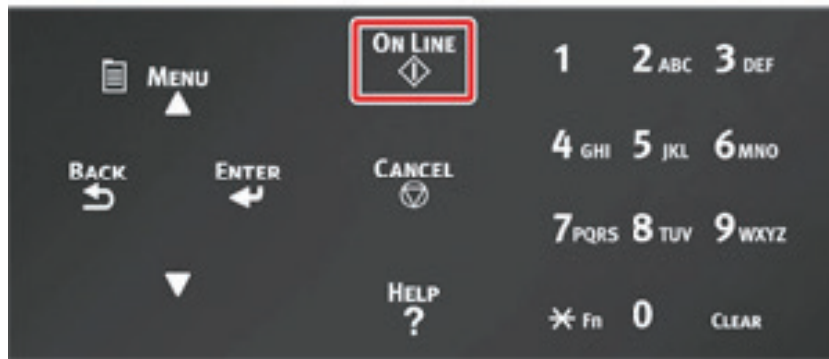 MENU
BACK
ENTER
ON LINE
CANCEL
HELP
?
1 2 ABC 3 DEF
4 GHI 5 JKL 6 MNO
7 PQRS 8 TUV 9 WXYZ
* Fn 0 CLEAR